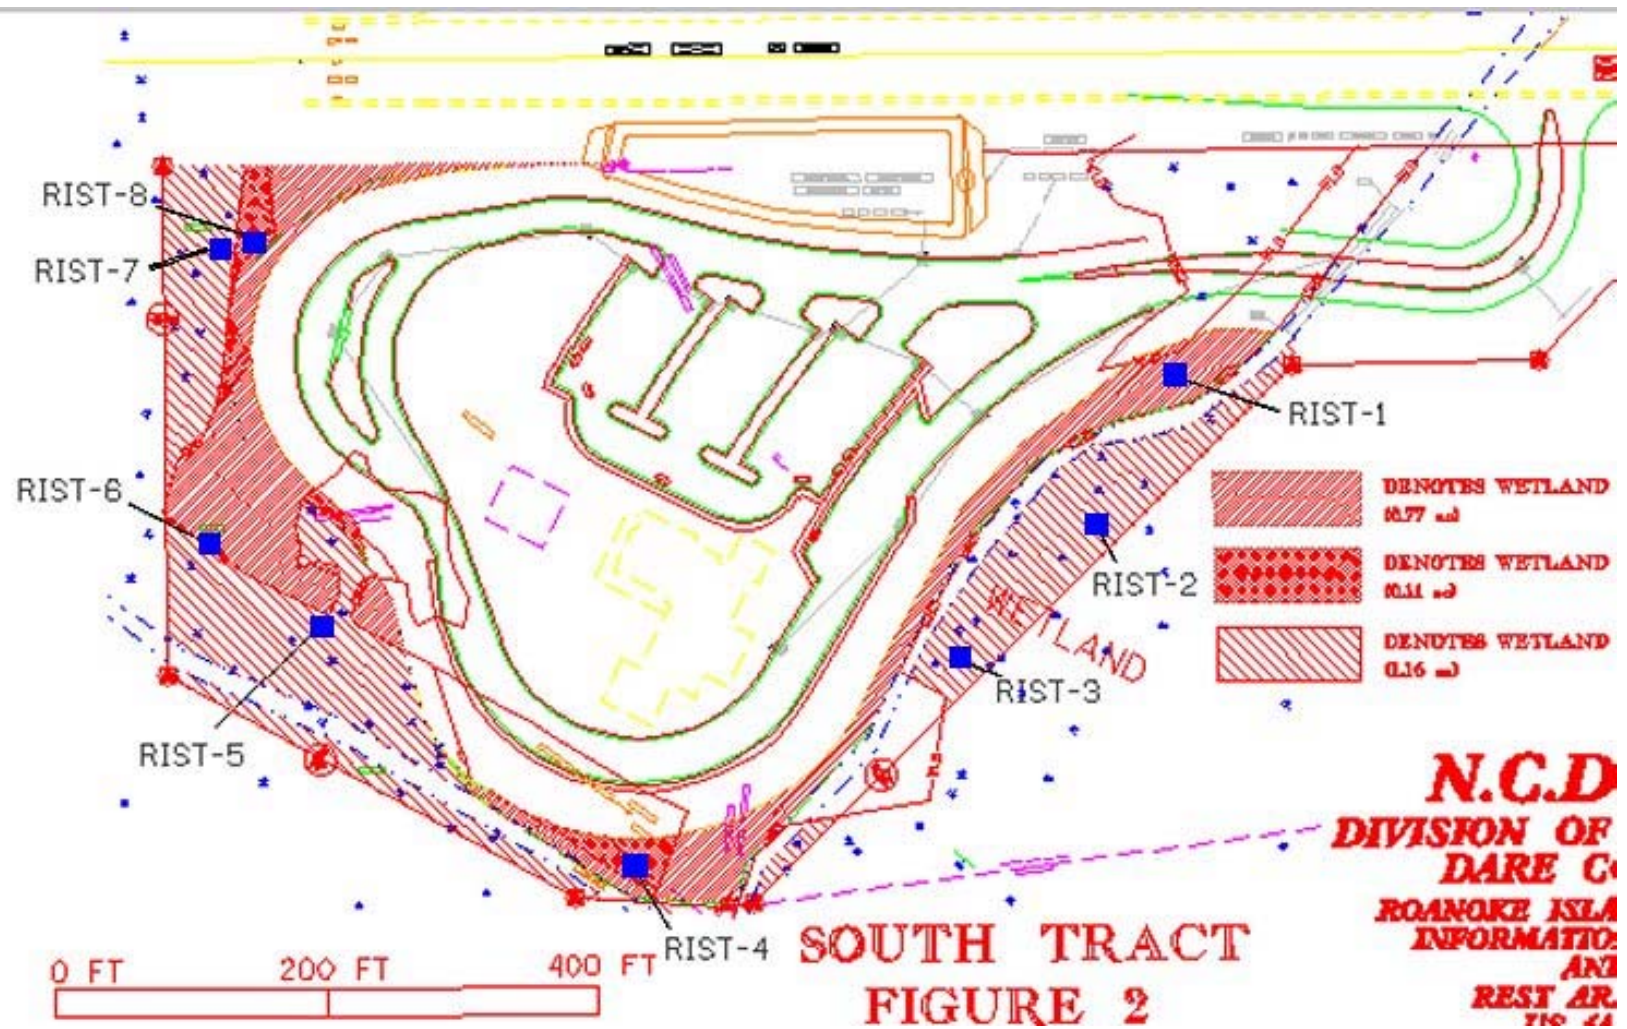 RIST-8
RIST-7
RIST-6
RIST-5
RIST-4
RIST-1
RIST-2
RIST-3
WETLAND
DENOTES WETLAND
DENOTES WETLAND
DENOTES WETLAND
N.C.D
DIVISION OF
DARE C
ROANOKE ISLA
INFORMATIO
AN
REST AR
0 FT 200 FT 400 FT
SOUTH TRACT
FIGURE 2